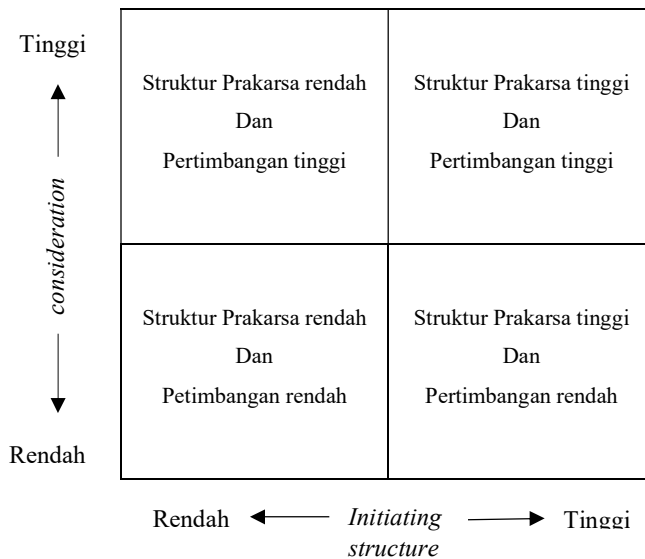 Tinggi
Struktur Prakarsa rendah
Dan
Pertimbangan tinggi
Struktur Prakarsa tinggi
Dan
Pertimbangan tinggi
consideration
Struktur Prakarsa rendah
Dan
Petimbangan rendah
Struktur Prakarsa tinggi
Dan
Pertimbangan rendah
Rendah
Rendah
Initiating
structure
Tinggi